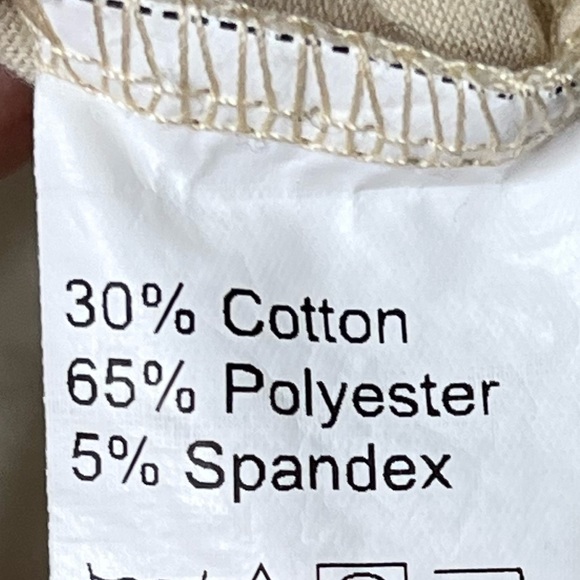 30% Cotton
65% Polyester
5% Spandex